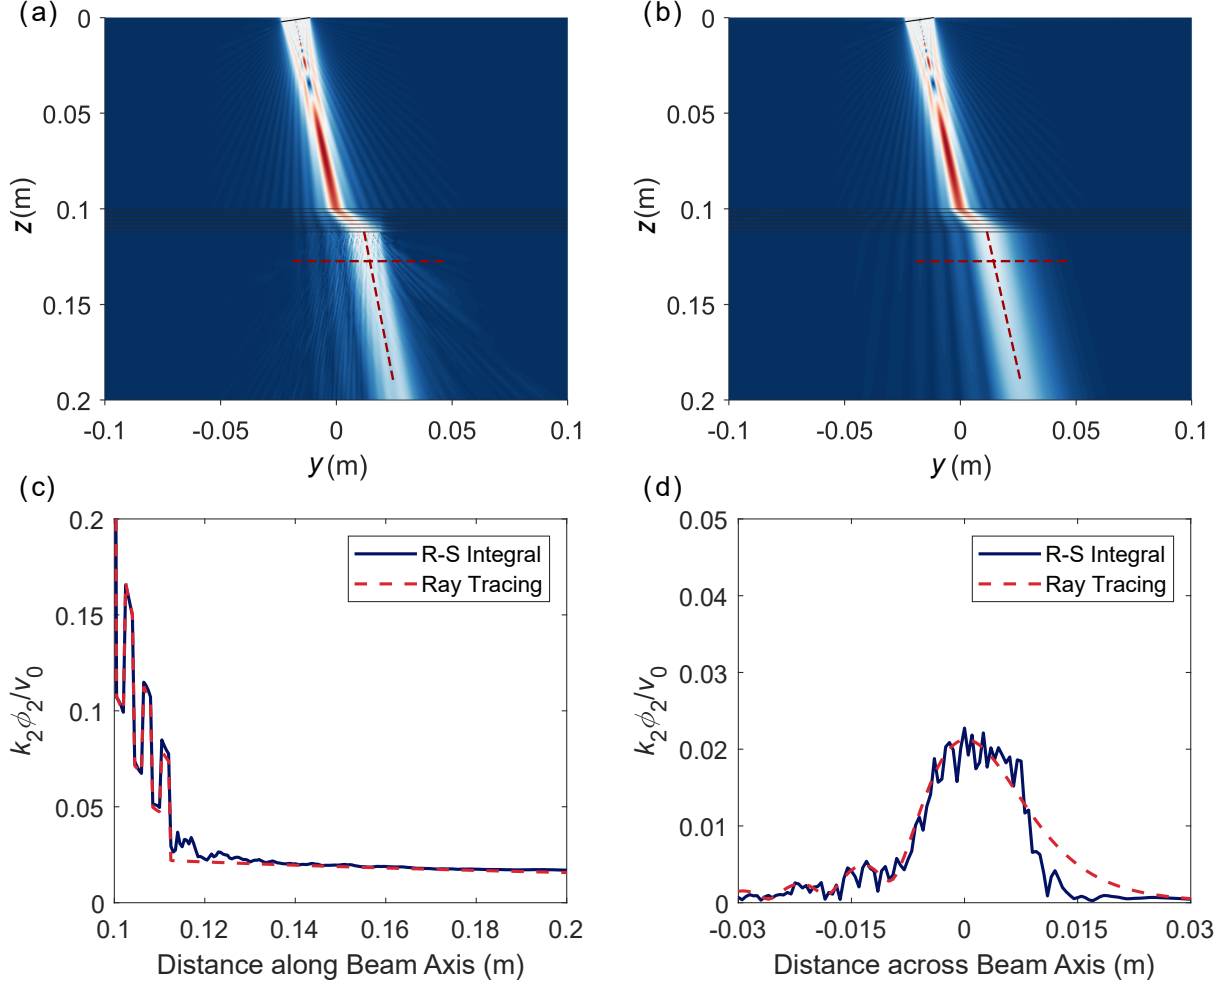 (a)
0
0.05
0.1
0.15
0.2
z(m)
-0.1
-0.05
0
0.05
0.1
y(m)
(b)
0
0.05
0.1
0.15
0.2
z(m)
-0.1
-0.05
0
0.05
0.1
y(m)
(c)
0.2
0.15
0.1
0.05
0
k₂ϕ₂/v₀
R-S Integral
Ray Tracing
0.1
0.12
0.14
0.16
0.18
0.2
Distance along Beam Axis (m)
(d)
0.05
0.04
0.03
0.02
0.01
0
k₂ϕ₂/v₀
R-S Integral
Ray Tracing
-0.03
-0.015
0
0.015
0.03
Distance across Beam Axis (m)